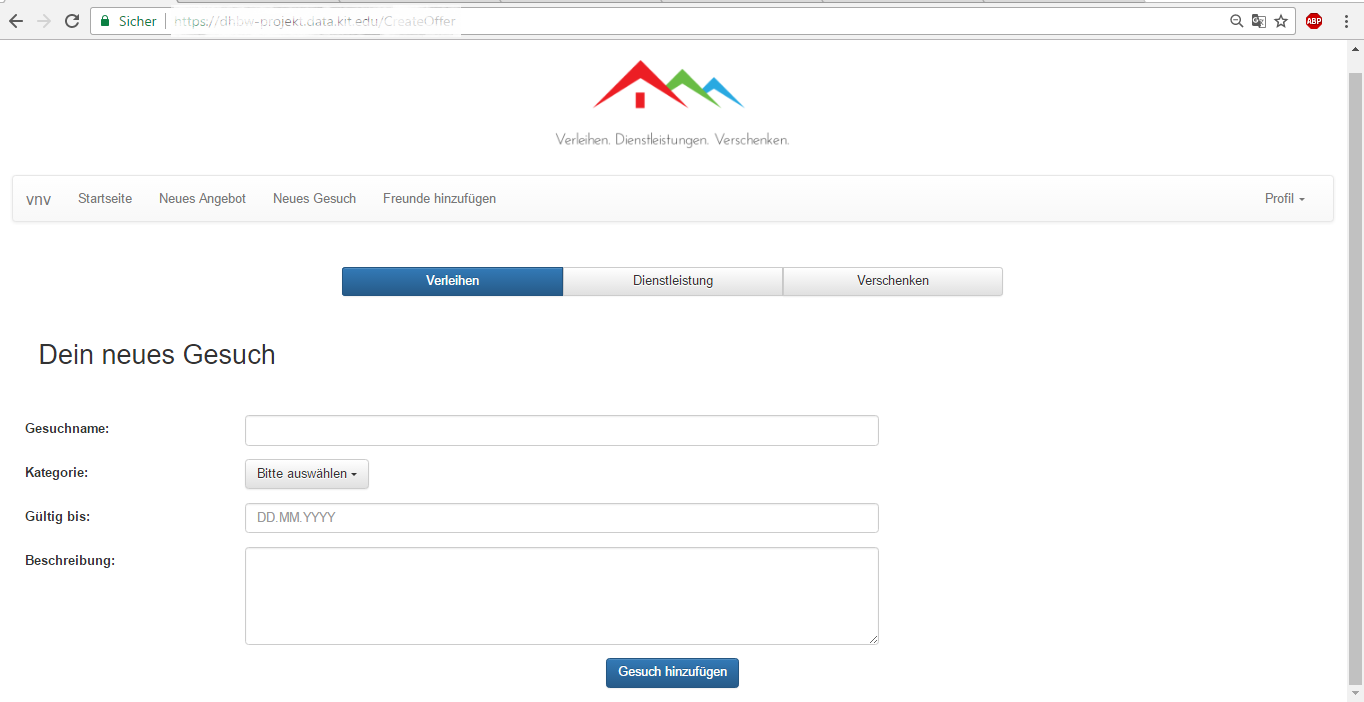 Sicher https://dhbw-projekt.data.kit.edu/CreateOffer ABP
Verleihen. Dienstleistungen. Verschenken.
vnv Startseite Neues Angebot Neues Gesuch Freunde hinzufügen Profil
Verleihen Dienstleistung Verschenken
Dein neues Gesuch
Gesuchname:
Kategorie: Bitte auswählen
Gültig bis: DD.MM.YYYY
Beschreibung:
Gesuch hinzufügen